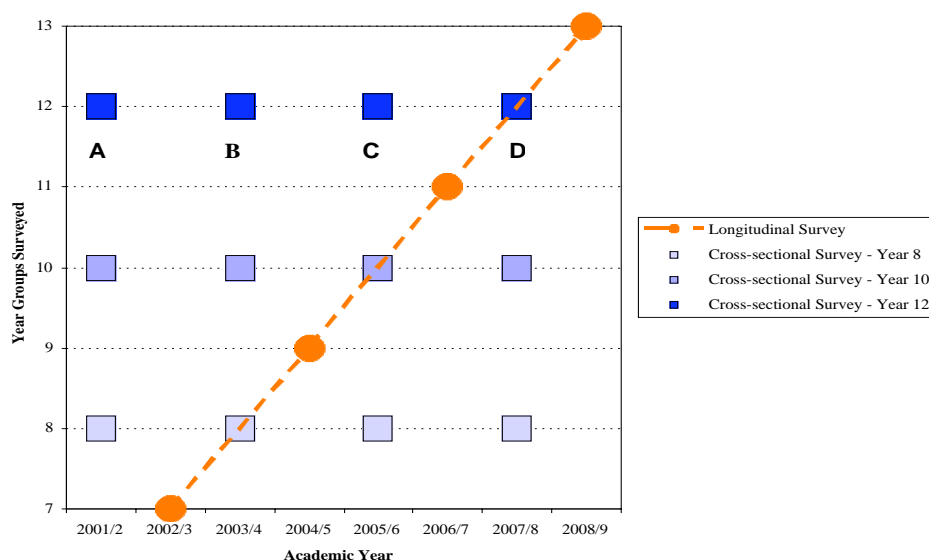 13
12
A B C D
11
10
9
8
7
Year Groups Surveyed
2001/2 2002/3 2003/4 2004/5 2005/6 2006/7 2007/8 2008/9
Academic Year
Longitudinal Survey
Cross-sectional Survey - Year 8
Cross-sectional Survey - Year 10
Cross-sectional Survey - Year 12